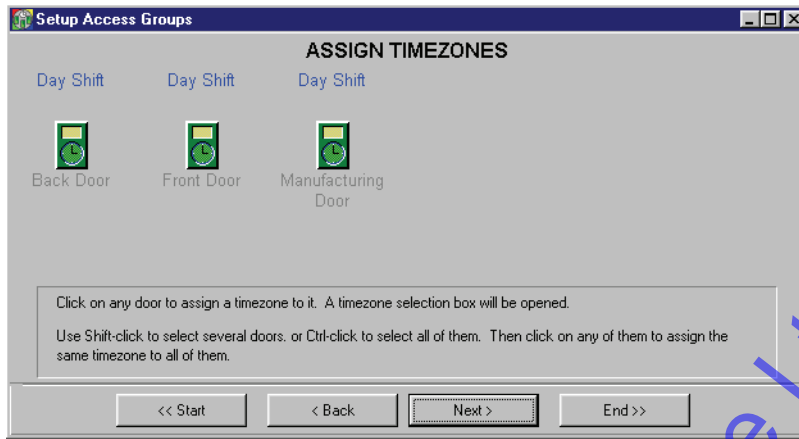 Setup Access Groups
ASSIGN TIMEZONES
Day Shift Day Shift Day Shift
Back Door Front Door Manufacturing
Door
Click on any door to assign a timezone to it. A timezone selection box will be opened.
Use Shift-click to select several doors. or Ctrl-click to select all of them. Then click on any of them to assign the
same timezone to all of them.
<< Start < Back Next > End >>